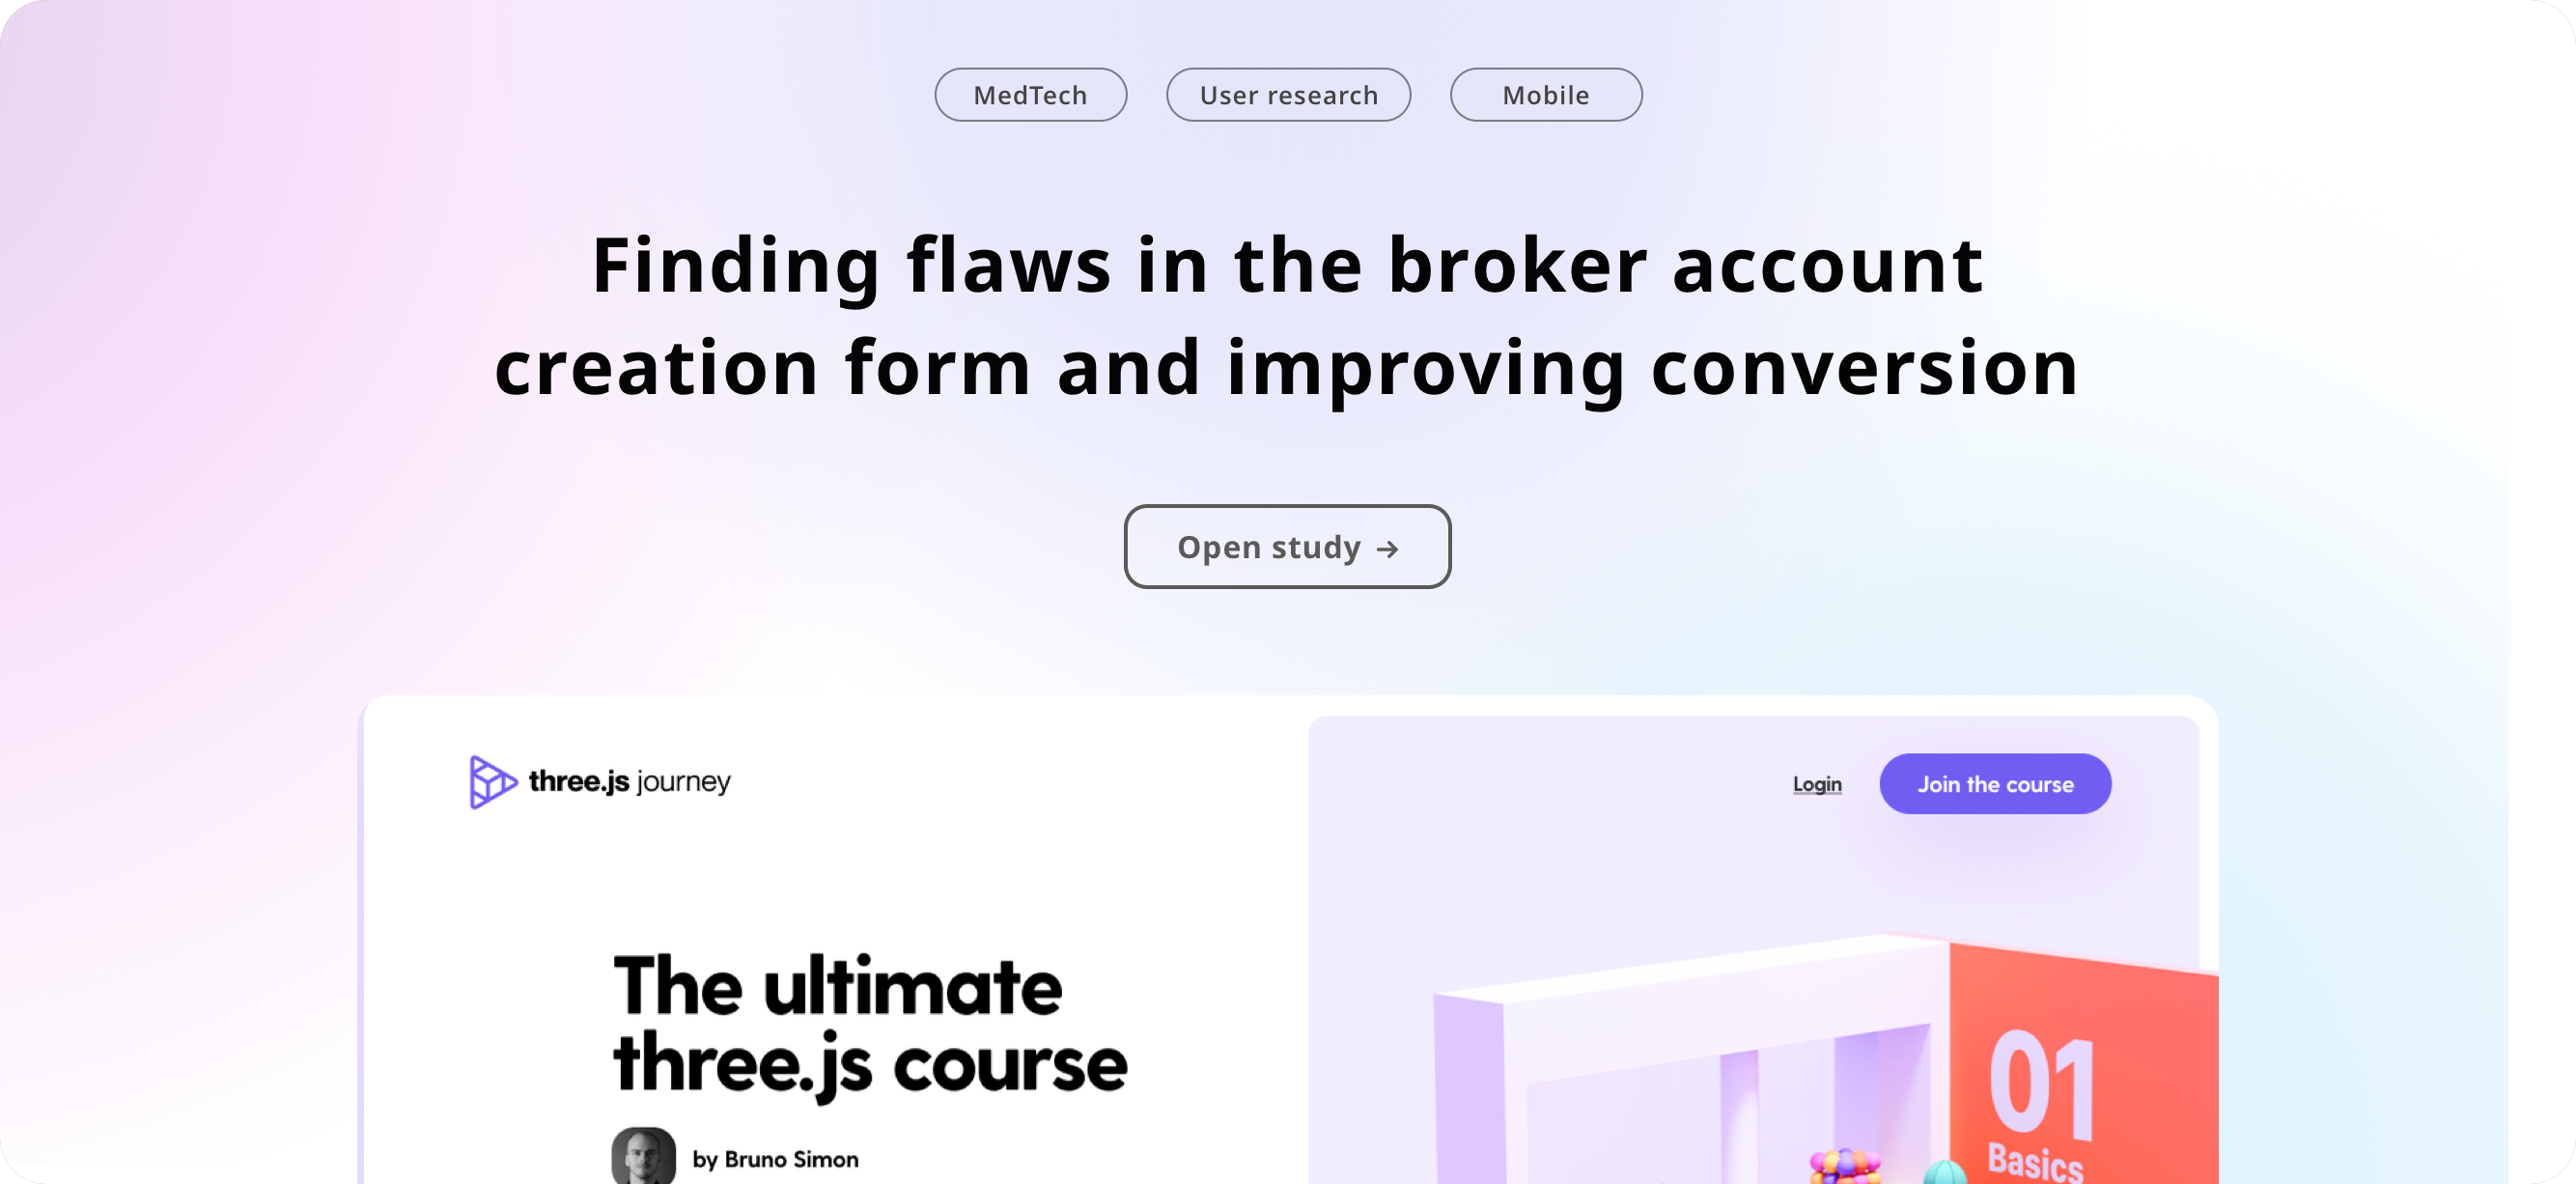 MedTech
User research
Mobile
Finding flaws in the broker account
creation form and improving conversion
Open study →
three.js journey
Login
Join the course
The ultimate
three.js course
by Bruno Simon
01
Basics